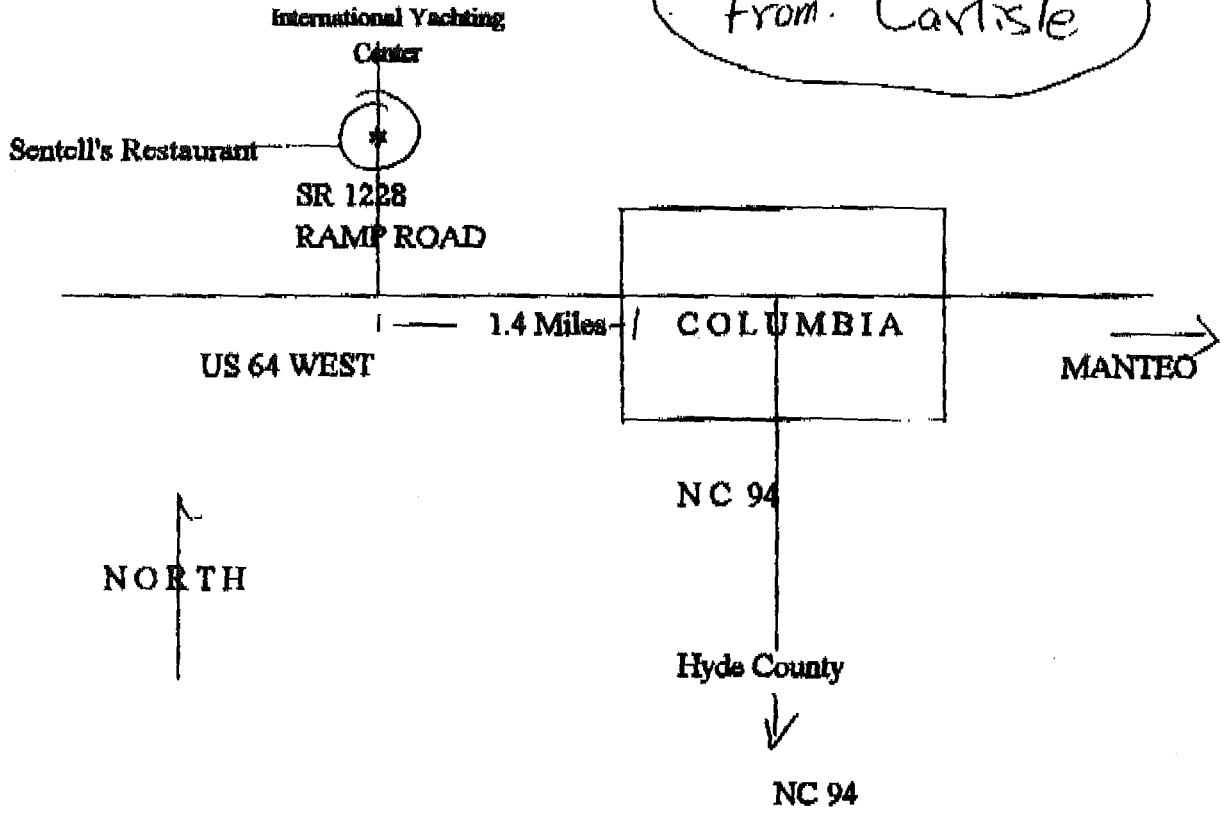 from. Carlisle
International Yachting
Center
Sentell's Restaurant
SR 1228
RAMP ROAD
1.4 Miles
COLUMBIA
US 64 WEST
MANTEO
NC 94
NORTH
Hyde County
NC 94